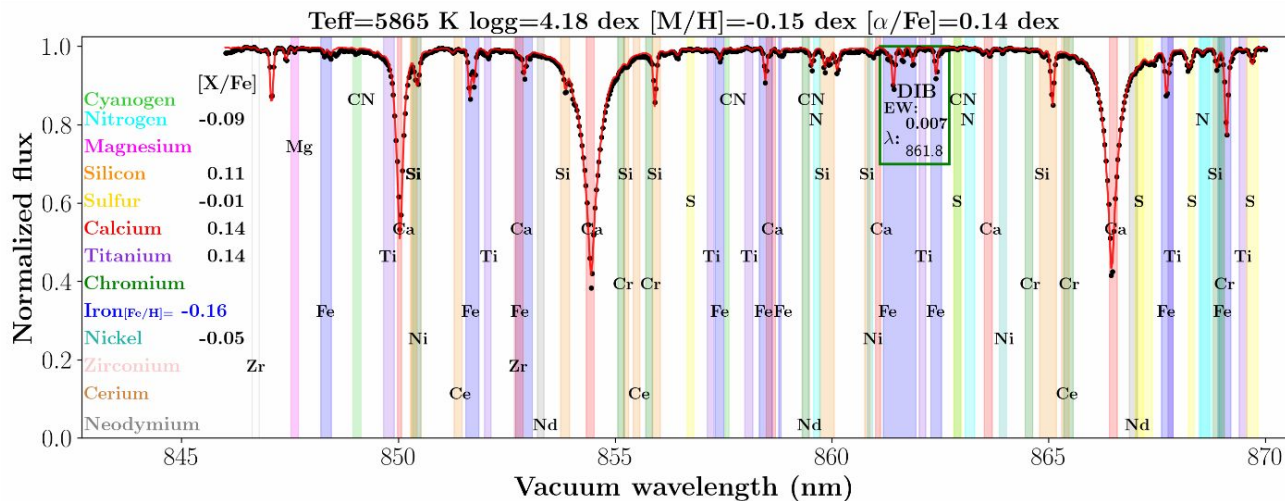 Teff=5865 K logg=4.18 dex [M/H]=-0.15 dex [α/Fe]=0.14 dex
Normalized flux
1.0
0.8
0.6
0.4
0.2
0.0
[X/Fe]
Cyanogen CN CN CN CN
Nitrogen -0.09 N N N
Magnesium Mg
Silicon 0.11 Si Si Si Si Si Si Si Si
Sulfur -0.01 S S S S S
Calcium 0.14 Ca Ca Ca Ca Ca Ca Ca
Titanium 0.14 Ti Ti Ti Ti Ti Ti Ti
Chromium Cr Cr Cr Cr Cr
Iron[Fe/H]= -0.16 Fe Fe Fe Fe Fe Fe Fe Fe Fe Fe
Nickel -0.05 Ni Ni Ni
Zirconium Zr Zr
Cerium Ce Ce Ce
Neodymium Nd Nd Nd
DIB
EW:
0.007
λ:
861.8
845 850 855 860 865 870
Vacuum wavelength (nm)